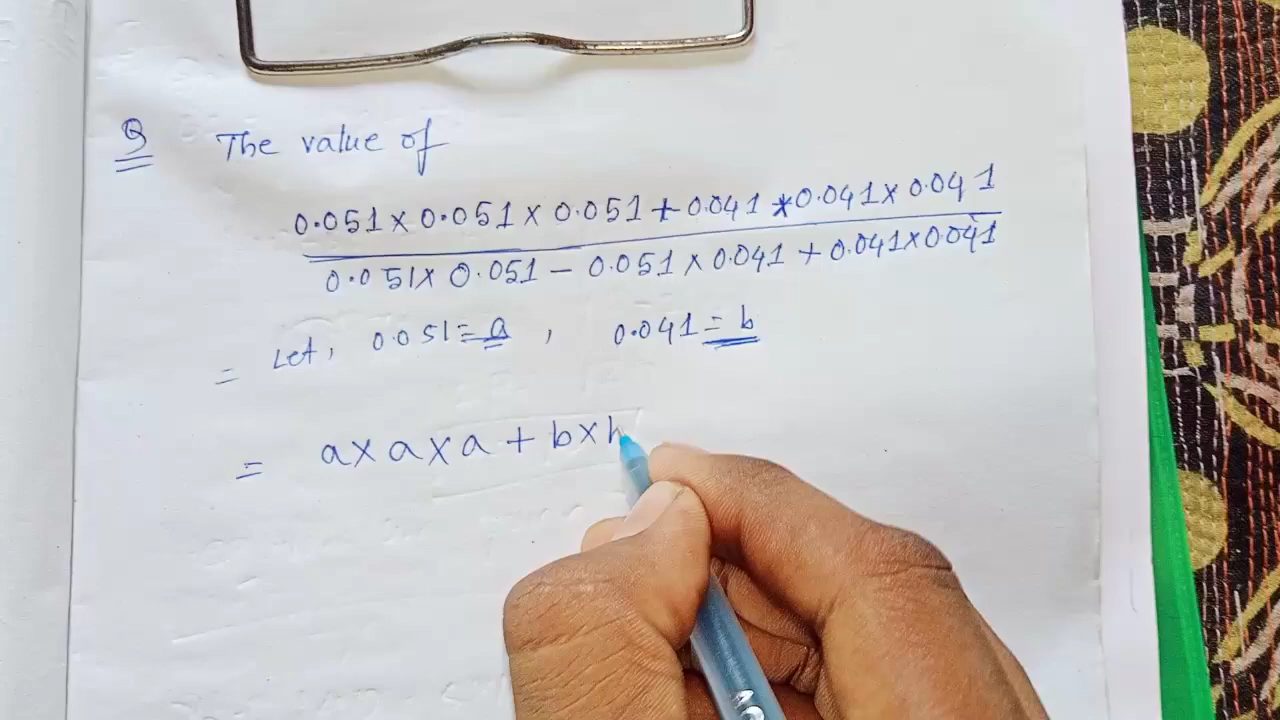 Q The value of
0.051 × 0.051 × 0.051 + 0.041 * 0.041 × 0.041
0.051 × 0.051 - 0.051 × 0.041 + 0.041 × 0.041
= Let, 0.051 = a , 0.041 = b
= a × a × a + b ×